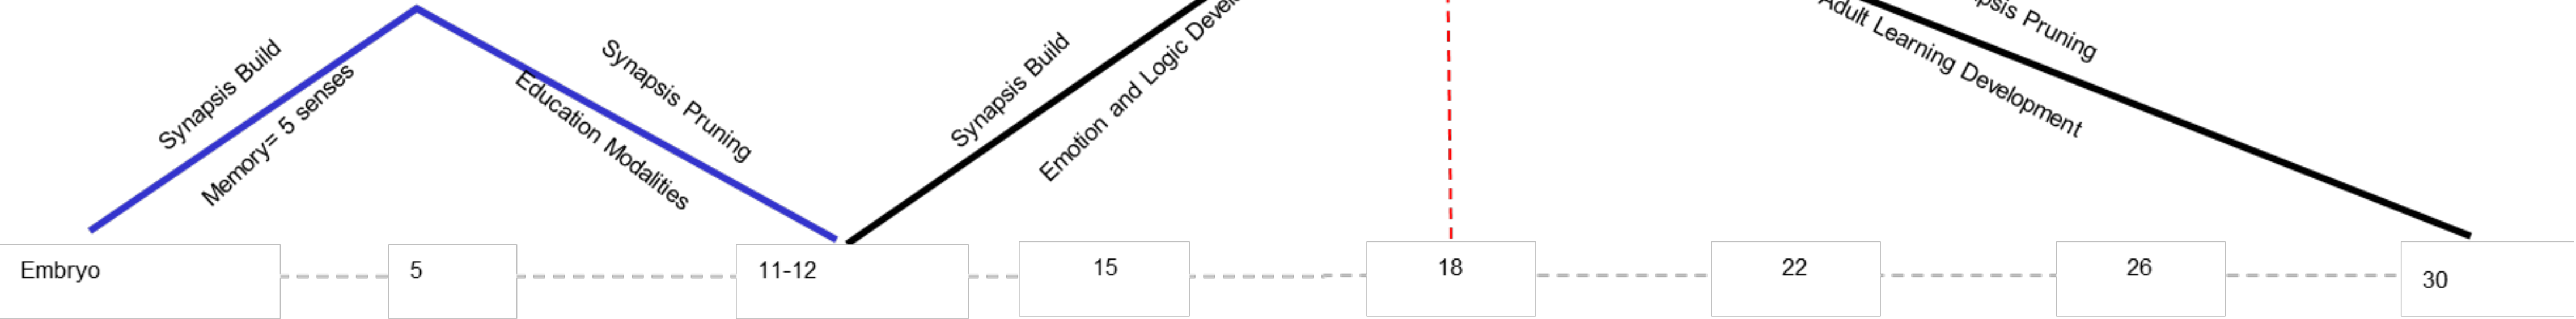 Synapsis Build
Memory= 5 senses
Synapsis Pruning
Education Modalities
Synapsis Build
Emotion and Logic
Pruning
Adult Learning Development
Embryo
5
11-12
15
18
22
26
30